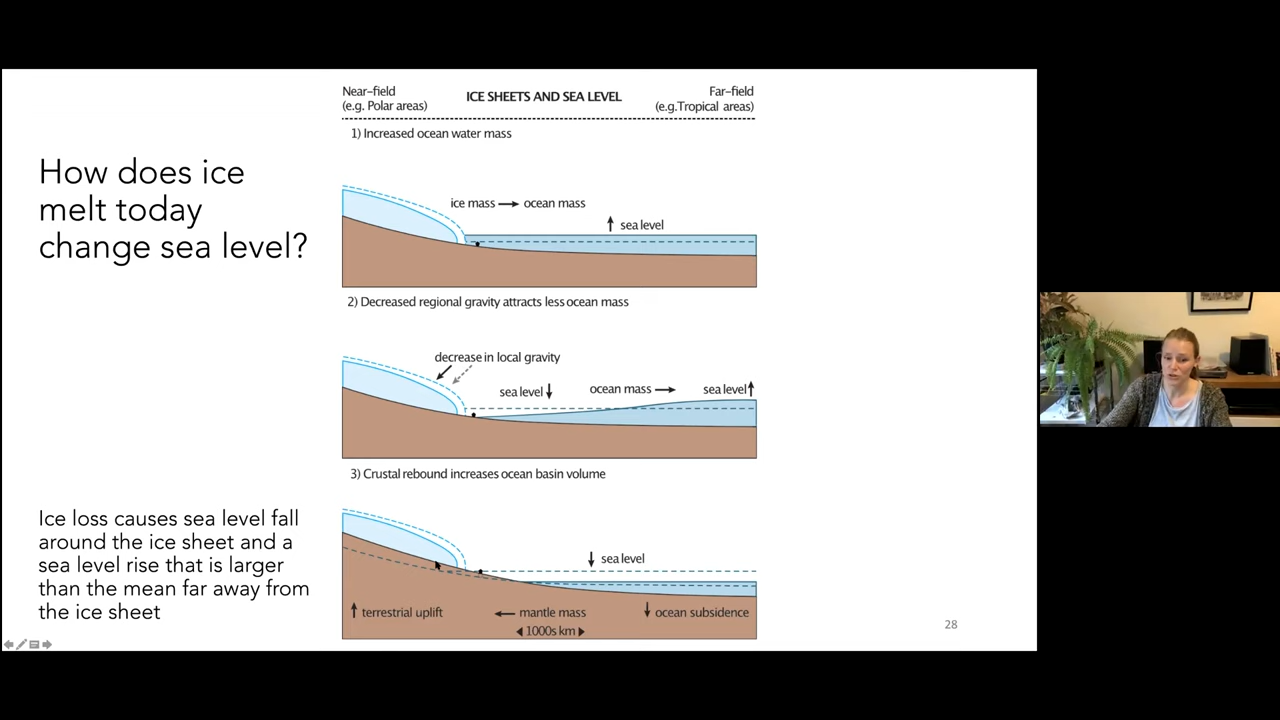 How does ice
melt today
change sea level?
Ice loss causes sea level fall
around the ice sheet and a
sea level rise that is larger
than the mean far away from
the ice sheet
Near-field
(e.g. Polar areas)
ICE SHEETS AND SEA LEVEL
Far-field
(e.g.Tropical areas)
1) Increased ocean water mass
ice mass → ocean mass
↑ sea level
2) Decreased regional gravity attracts less ocean mass
decrease in local gravity
sea level ↓
ocean mass →
sea level ↑
3) Crustal rebound increases ocean basin volume
↓ sea level
↑ terrestrial uplift
← mantle mass
↓ ocean subsidence
◀ 1000s km ▶
28